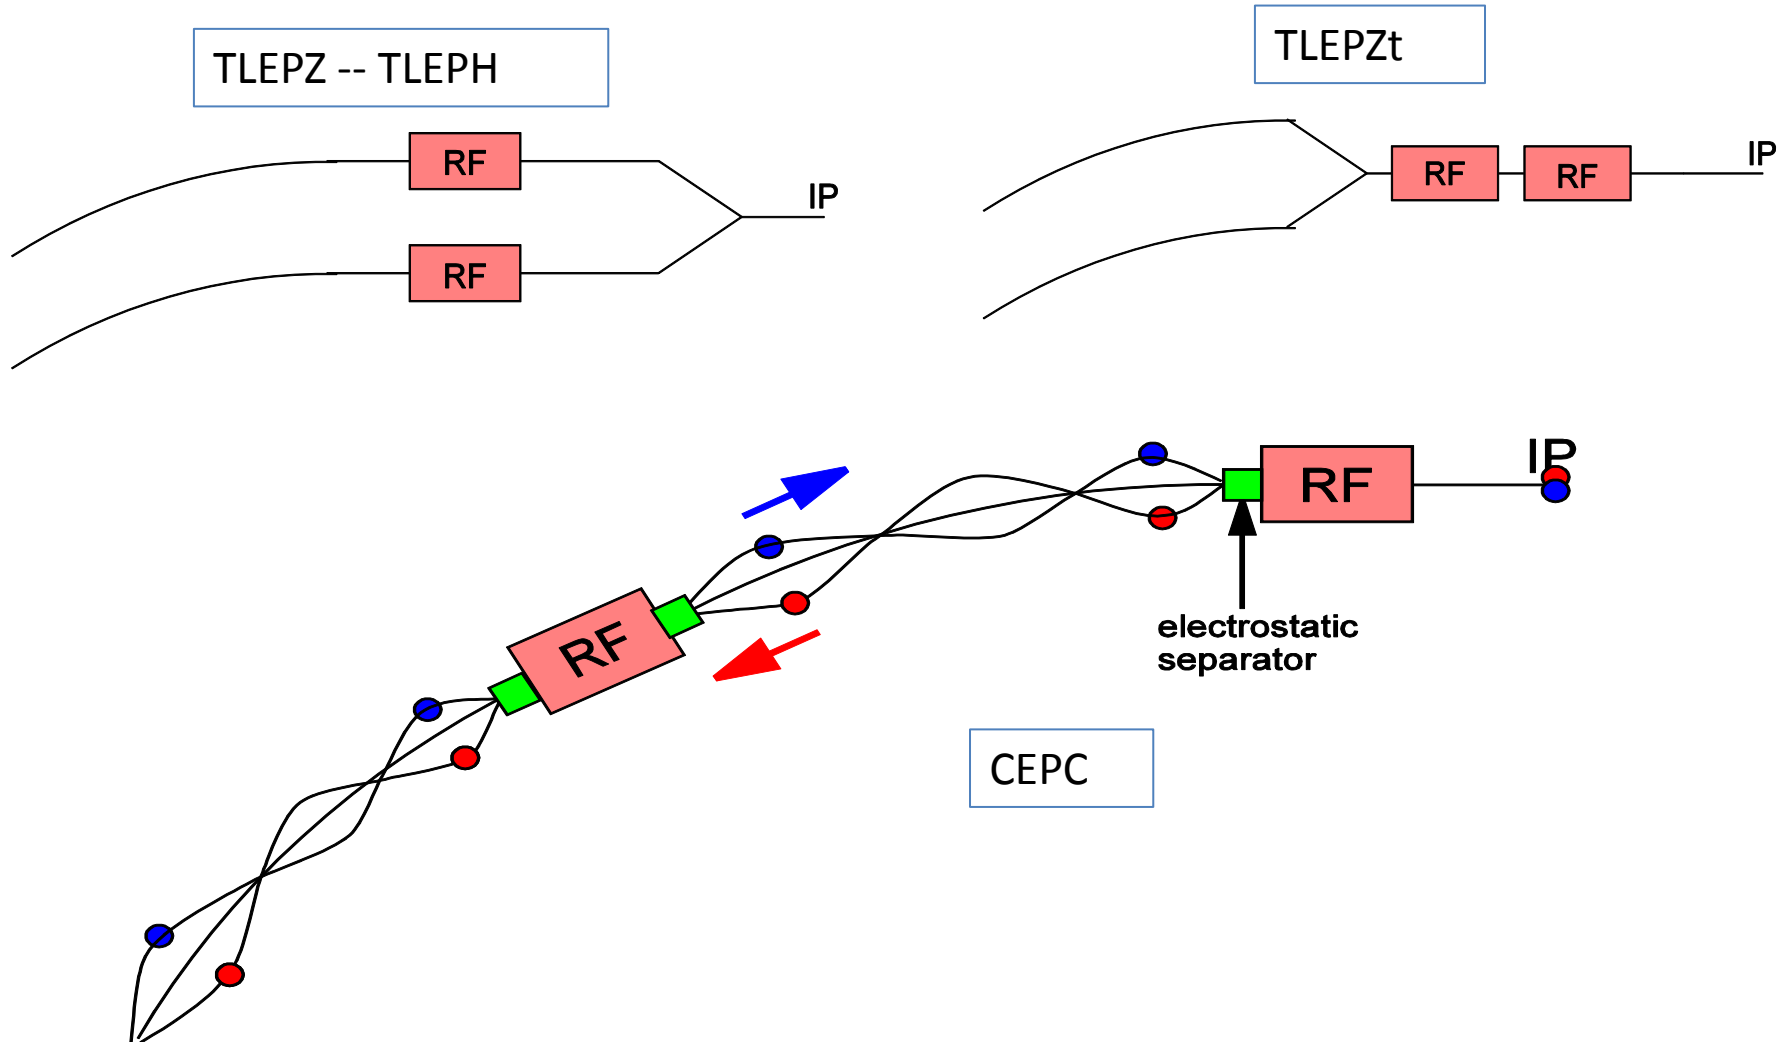 TLEPZ -- TLEPH
TLEPZt
RF
IP
RF
RF
RF
IP
RF
IP
RF
electrostatic
separator
CEPC